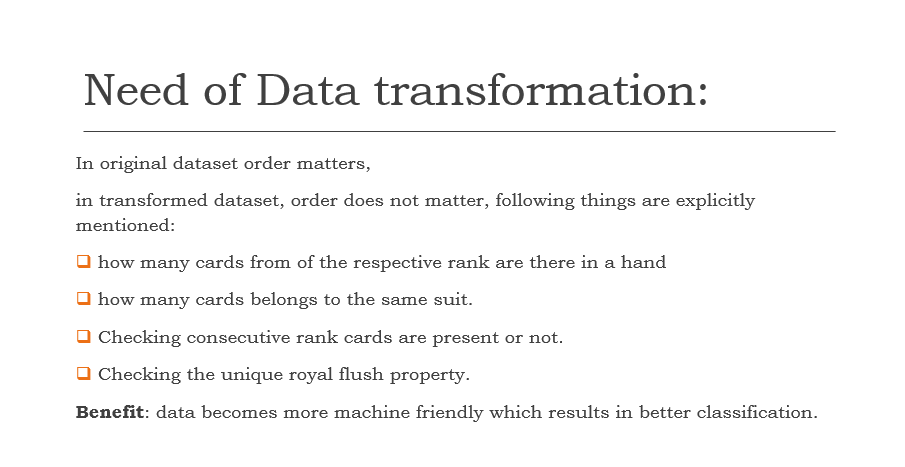 Need of Data transformation:
In original dataset order matters,
in transformed dataset, order does not matter, following things are explicitly
mentioned:
how many cards from of the respective rank are there in a hand
how many cards belongs to the same suit.
Checking consecutive rank cards are present or not.
Checking the unique royal flush property.
Benefit: data becomes more machine friendly which results in better classification.